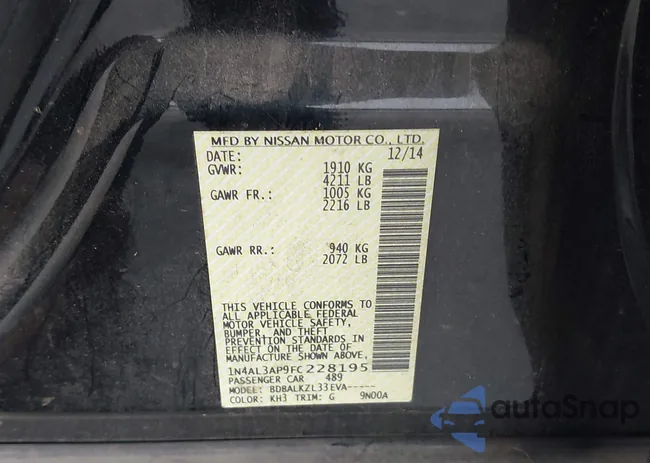 MFD BY NISSAN MOTOR CO., LTD.
DATE: 12/14
GVWR: 1910 KG
4211 LB
GAWR FR.: 1005 KG
2216 LB
GAWR RR.: 940 KG
2072 LB
THIS VEHICLE CONFORMS TO
ALL APPLICABLE FEDERAL
MOTOR VEHICLE SAFETY,
BUMPER, AND THEFT
PREVENTION STANDARDS IN
EFFECT ON THE DATE OF
MANUFACTURE SHOWN ABOVE.
1N4AL3AP9FC228195
PASSENGER CAR 489
MODEL: BDBALKZL33EVA-----
COLOR: KH3 TRIM: G 9N00A
autoSnap
by Carvana